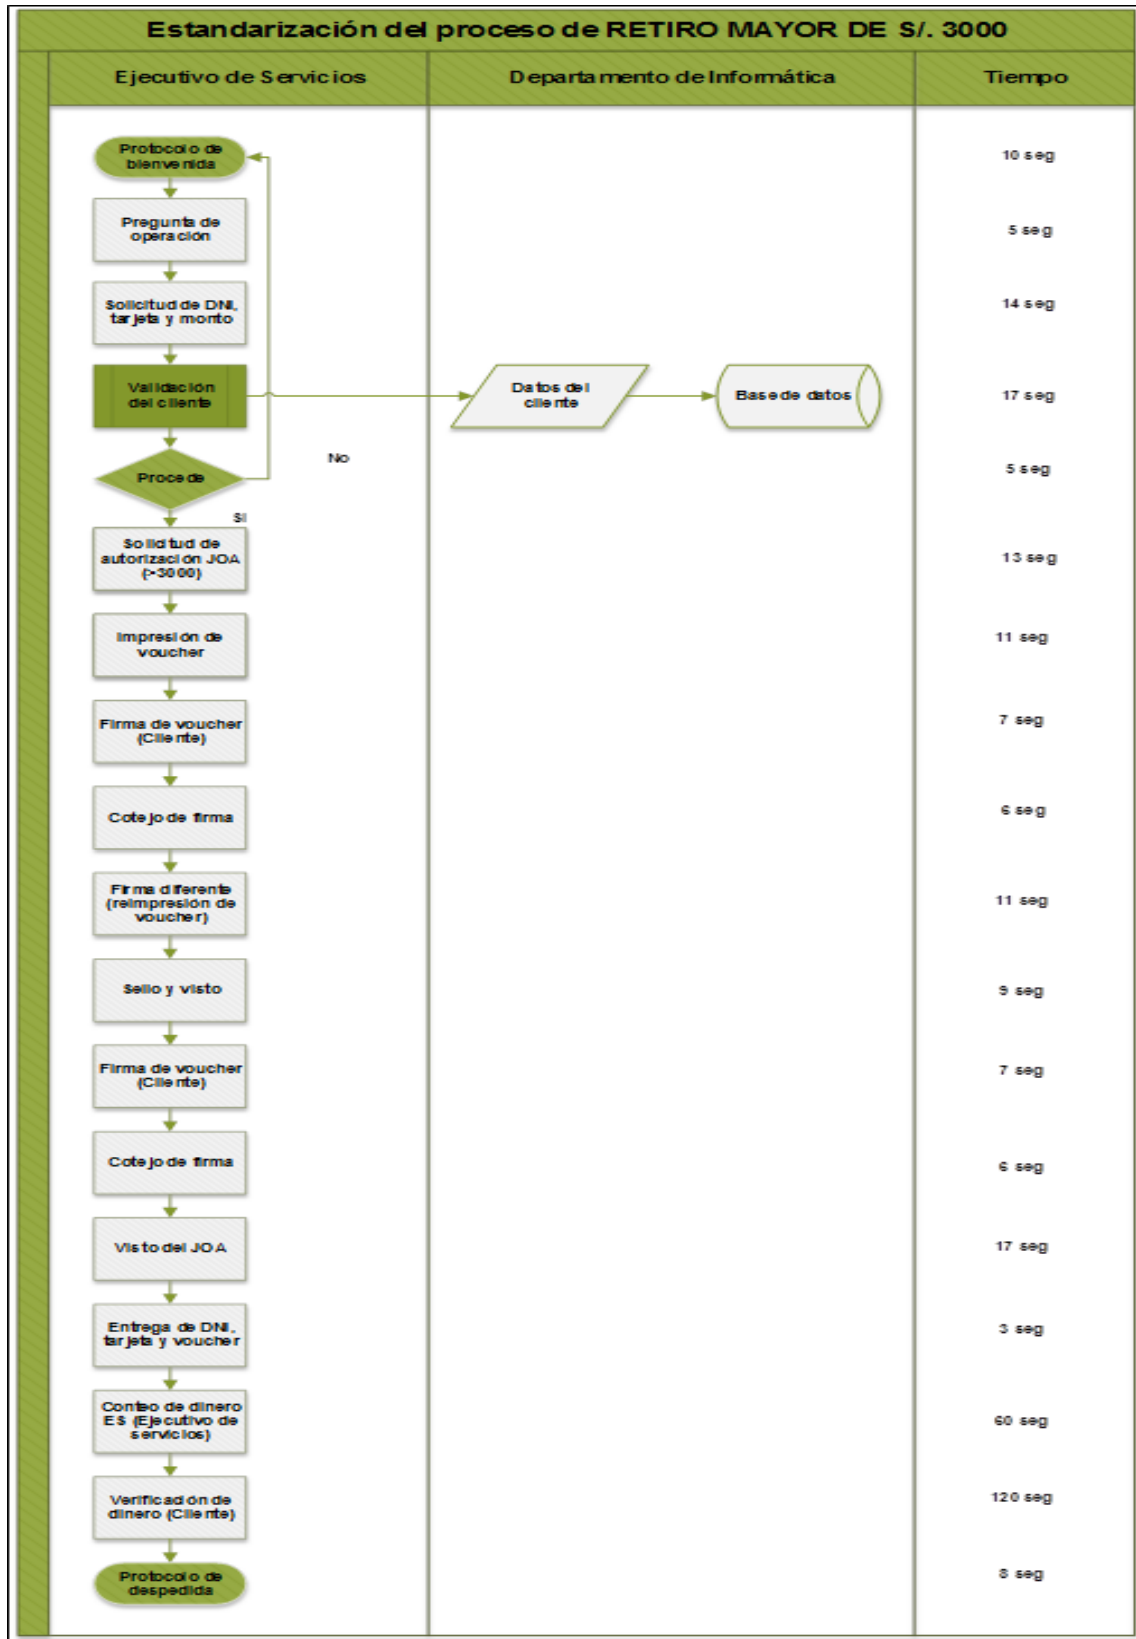 Estandarización del proceso de RETIRO MAYOR DE S/. 3000
Ejecutivo de Servicios
Departamento de Informática
Tiempo
Protocolo de
bienvenida
10 seg
Pregunta de
operación
5 seg
Solicitud de DNI,
tarjeta y monto
14 seg
Validación
del cliente
Datos del
cliente
Base de datos
17 seg
No
Procede
5 seg
SI
Solicitud de
autorización JOA
(>3000)
13 seg
Impresión de
voucher
11 seg
Firma de voucher
(Cliente)
7 seg
Cotejo de firma
6 seg
Firma diferente
(reimpresión de
voucher)
11 seg
Sello y visto
9 seg
Firma de voucher
(Cliente)
7 seg
Cotejo de firma
6 seg
Visto del JOA
17 seg
Entrega de DNI,
tarjeta y voucher
3 seg
Conteo de dinero
ES (Ejecutivo de
servicios)
60 seg
Verificación de
dinero (Cliente)
120 seg
Protocolo de
despedida
8 seg